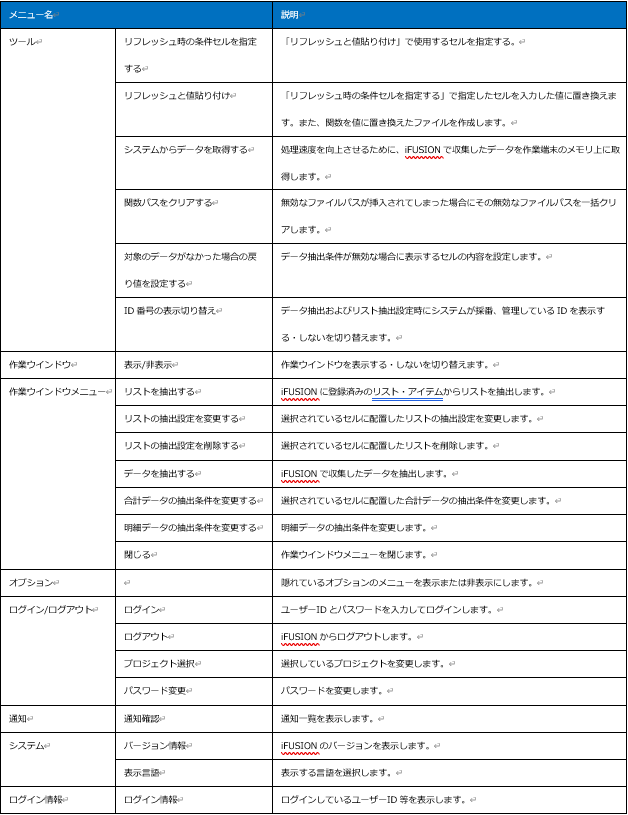 メニュー名 説明
ツール リフレッシュ時の条件セルを指定 「リフレッシュと値貼り付け」で使用するセルを指定する。
する
リフレッシュと値貼り付け 「リフレッシュ時の条件セルを指定する」で指定したセルを入力した値に置き換えま
す。また、関数を値に置き換えたファイルを作成します。
システムからデータを取得する 処理速度を向上させるために、iFUSION で収集したデータを作業端末のメモリ上に取
得します。
関数パスをクリアする 無効なファイルパスが挿入されてしまった場合にその無効なファイルパスを一括クリ
アします。
対象のデータがなかった場合の戻 データ抽出条件が無効な場合に表示するセルの内容を設定します。
り値を設定する
ID 番号の表示切り替え データ抽出およびリスト抽出設定時にシステムが採番、管理している ID を表示す
る・しないを切り替えます。
作業ウインドウ 表示/非表示 作業ウインドウを表示する・しないを切り替えます。
作業ウインドウメニュー リストを抽出する iFUSION に登録済みのリスト・アイテムからリストを抽出します。
リストの抽出設定を変更する 選択されているセルに配置したリストの抽出設定を変更します。
リストの抽出設定を削除する 選択されているセルに配置したリストを削除します。
データを抽出する iFUSION で収集したデータを抽出します。
合計データの抽出条件を変更する 選択されているセルに配置した合計データの抽出条件を変更します。
明細データの抽出条件を変更する 明細データの抽出条件を変更します。
閉じる 作業ウインドウメニューを閉じます。
オプション 隠れているオプションのメニューを表示または非表示にします。
ログイン/ログアウト ログイン ユーザーID とパスワードを入力してログインします。
ログアウト iFUSION からログアウトします。
プロジェクト選択 選択しているプロジェクトを変更します。
パスワード変更 パスワードを変更します。
通知 通知確認 通知一覧を表示します。
システム バージョン情報 iFUSION のバージョンを表示します。
表示言語 表示する言語を選択します。
ログイン情報 ログイン情報 ログインしているユーザーID 等を表示します。